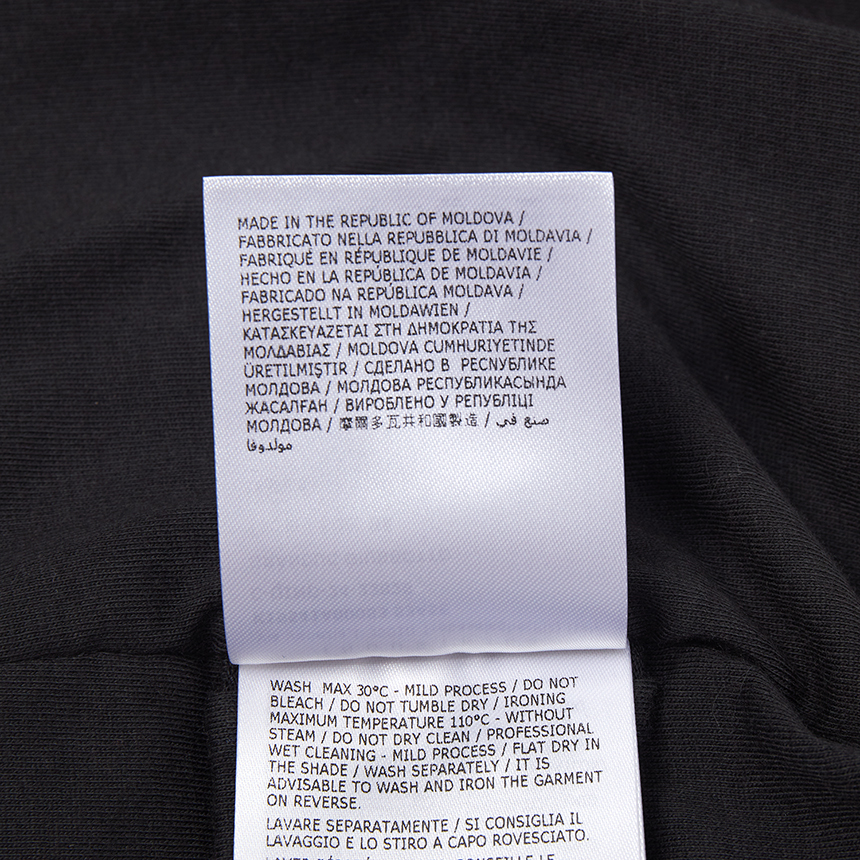 MADE IN THE REPUBLIC OF MOLDOVA /
FABBRICATO NELLA REPUBBLICA DI MOLDAVIA /
FABRIQUÉ EN RÉPUBLIQUE DE MOLDAVIE /
HECHO EN LA REPÚBLICA DE MOLDAVIA /
FABRICADO NA REPÚBLICA MOLDAVA /
HERGESTELLT IN MOLDAWIEN /
ΚΑΤΑΣΚΕΥΑΖΕΤΑΙ ΣΤΗ ΔΗΜΟΚΡΑΤΙΑ ΤΗΣ
ΜΟΛΔΑΒΙΑΣ / MOLDOVA CUMHURIYETINDE
ÜRETILMIŞTIR / СДЕЛАНО В РЕСПУБЛИКЕ
МОЛДОВА / МОЛДОВА РЕСПУБЛИКАСЫНДА
ЖАСАЛҒАН / ВИРОБЛЕНО У РЕПУБЛІЦІ
МОЛДОВА / 摩爾多瓦共和國製造 / صنع في
مولدوفا
WASH MAX 30°C - MILD PROCESS / DO NOT
BLEACH / DO NOT TUMBLE DRY / IRONING
MAXIMUM TEMPERATURE 110°C - WITHOUT
STEAM / DO NOT DRY CLEAN / PROFESSIONAL
WET CLEANING - MILD PROCESS / FLAT DRY IN
THE SHADE / WASH SEPARATELY / IT IS
ADVISABLE TO WASH AND IRON THE GARMENT
ON REVERSE.
LAVARE SEPARATAMENTE / SI CONSIGLIA IL
LAVAGGIO E LO STIRO A CAPO ROVESCIATO.